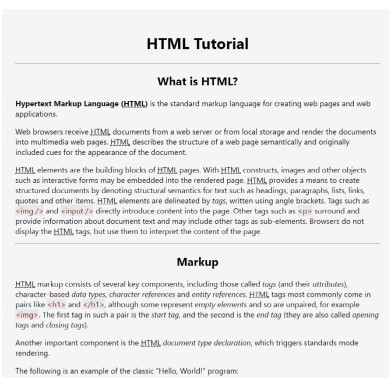 HTML Tutorial
What is HTML?
Hypertext Markup Language (HTML) is the standard markup language for creating web pages and web
applications.
Web browsers receive HTML documents from a web server or from local storage and render the documents
into multimedia web pages. HTML describes the structure of a web page semantically and originally
included cues for the appearance of the document.
HTML elements are the building blocks of HTML pages. With HTML constructs, images and other objects
such as interactive forms may be embedded into the rendered page. HTML provides a means to create
structured documents by denoting structural semantics for text such as headings, paragraphs, lists, links,
quotes and other items. HTML elements are delineated by tags, written using angle brackets. Tags such as
<img /> and <input /> directly introduce content into the page. Other tags such as <p> surround and
provide information about document text and may include other tags as sub-elements. Browsers do not
display the HTML tags, but use them to interpret the content of the page.
Markup
HTML markup consists of several key components, including those called tags (and their attributes),
character-based data types, character references and entity references. HTML tags most commonly come in
pairs like <h1> and </h1>, although some represent empty elements and so are unpaired, for example
<img>. The first tag in such a pair is the start tag, and the second is the end tag (they are also called opening
tags and closing tags).
Another important component is the HTML document type declaration, which triggers standards mode
rendering.
The following is an example of the classic "Hello, World!" program: